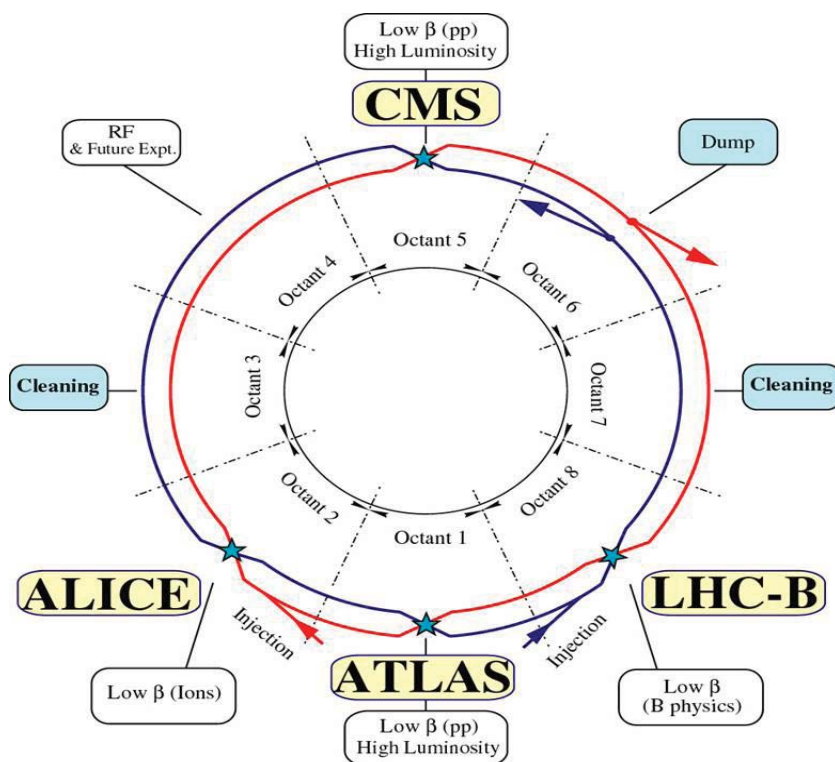 Low β (pp)
High Luminosity
CMS
RF
& Future Expt.
Dump
Octant 5
Octant 4
Octant 6
Cleaning
Octant 3
Octant 7
Cleaning
Octant 2
Octant 8
Octant 1
ALICE
LHC-B
Injection
Injection
ATLAS
Low β (Ions)
Low β
(B physics)
Low β (pp)
High Luminosity